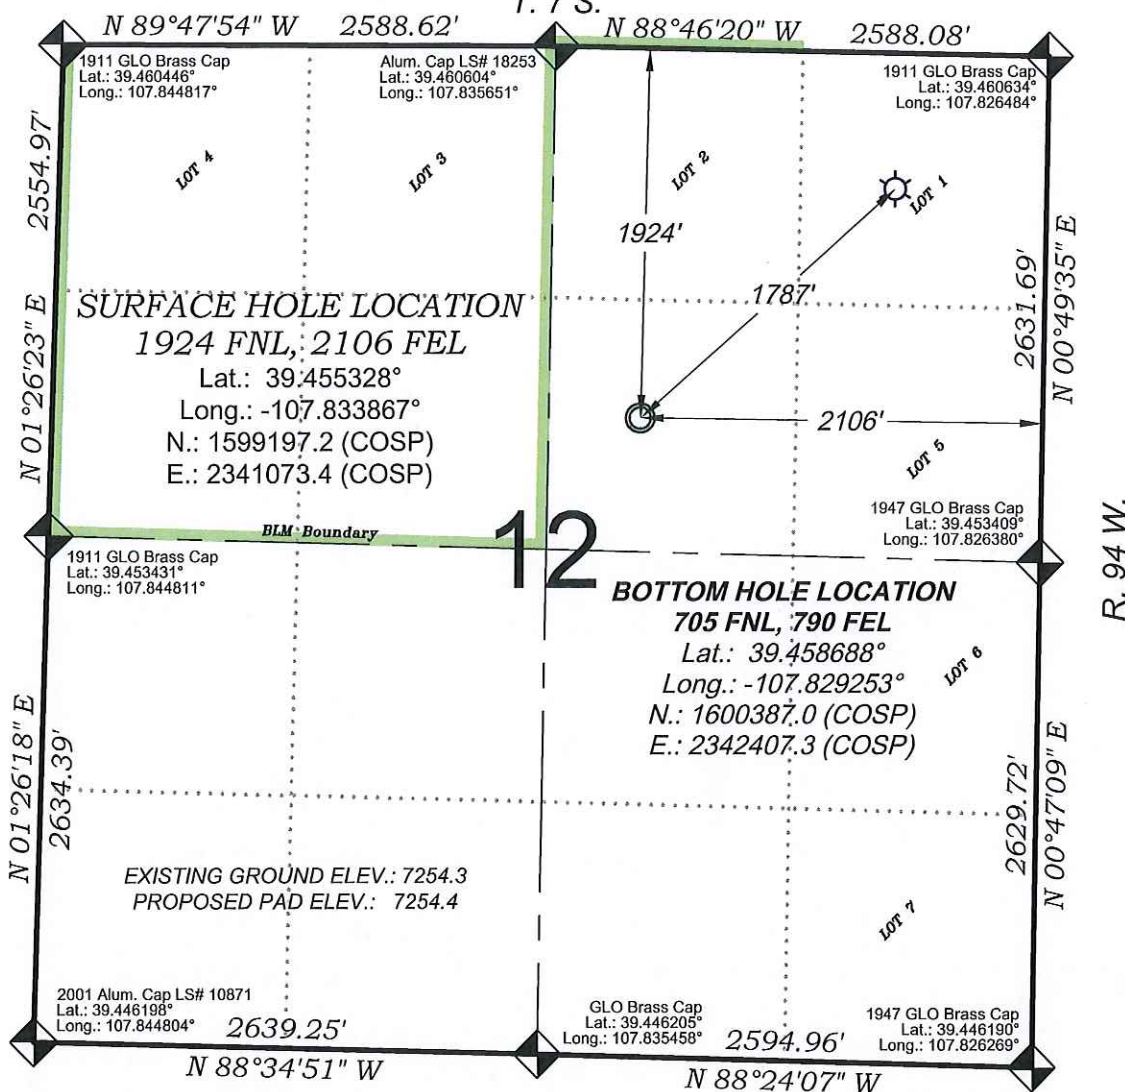 T. 7 S.
N 89°47'54" W 2588.62'
N 88°46'20" W 2588.08'
1911 GLO Brass Cap
Lat.: 39.460446°
Long.: 107.844817°
Alum. Cap LS# 18253
Lat.: 39.460604°
Long.: 107.835651°
1911 GLO Brass Cap
Lat.: 39.460634°
Long.: 107.826484°
2554.97'
N 01°26'23" E
LOT 4
LOT 3
LOT 2
LOT 1
1924'
1787'
2631.69'
N 00°49'35" E
SURFACE HOLE LOCATION
1924 FNL, 2106 FEL
Lat.: 39.455328°
Long.: -107.833867°
N.: 1599197.2 (COSP)
E.: 2341073.4 (COSP)
2106'
LOT 5
1947 GLO Brass Cap
Lat.: 39.453409°
Long.: 107.826380°
BLM Boundary
12
1911 GLO Brass Cap
Lat.: 39.453431°
Long.: 107.844811°
R. 94 W.
BOTTOM HOLE LOCATION
705 FNL, 790 FEL
Lat.: 39.458688°
Long.: -107.829253°
N.: 1600387.0 (COSP)
E.: 2342407.3 (COSP)
LOT 6
N 01°26'18" E
2634.39'
2629.72'
N 00°47'09" E
EXISTING GROUND ELEV.: 7254.3
PROPOSED PAD ELEV.: 7254.4
LOT 7
2001 Alum. Cap LS# 10871
Lat.: 39.446198°
Long.: 107.844804°
GLO Brass Cap
Lat.: 39.446205°
Long.: 107.835458°
1947 GLO Brass Cap
Lat.: 39.446190°
Long.: 107.826269°
2639.25'
N 88°34'51" W
2594.96'
N 88°24'07" W